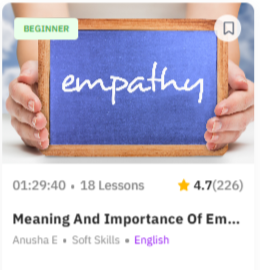 BEGINNER
empathy
01:29:40 • 18 Lessons 4.7(226)
Meaning And Importance Of Em...
Anusha E • Soft Skills • English